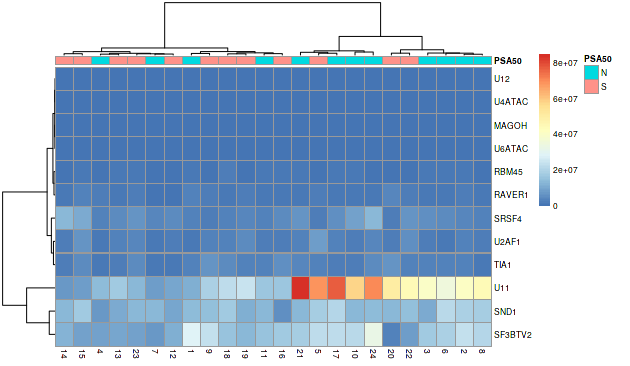 PSA50
U12
U4ATAC
MAGOH
U6ATAC
RBM45
RAVER1
SRSF4
U2AF1
TIA1
U11
SND1
SF3BTV2
14 15 4 13 23 7 12 1 9 18 19 11 16 21 5 17 10 24 20 22 3 6 2 8
8e+07
6e+07
4e+07
2e+07
0
PSA50
N
S